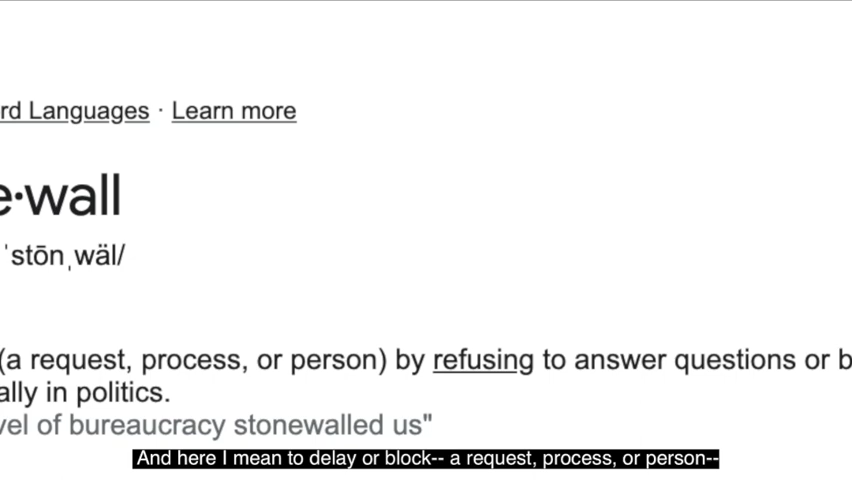 rd Languages · Learn more
e·wall
ˈstōnˌwäl/
(a request, process, or person) by refusing to answer questions or b
ally in politics.
vel of bureaucracy stonewalled us"
And here I mean to delay or block-- a request, process, or person--